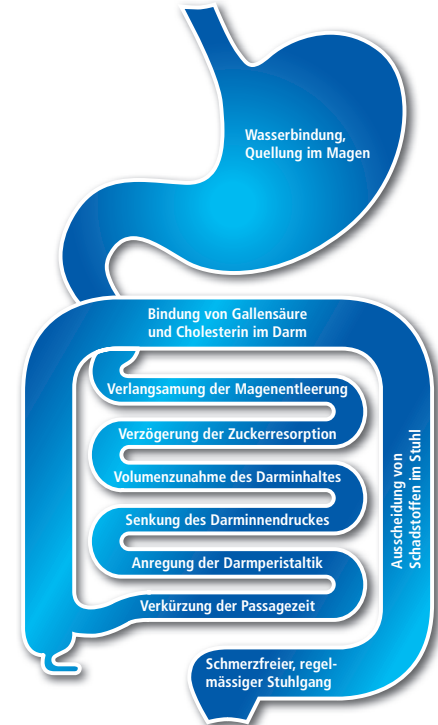 Wasserbindung,
Quellung im Magen
Bindung von Gallensäure
und Cholesterin im Darm
Verlangsamung der Magenentleerung
Verzögerung der Zuckerresorption
Volumenzunahme des Darminhaltes
Senkung des Darminnendruckes
Anregung der Darmperistaltik
Verkürzung der Passagezeit
Ausscheidung von
Schadstoffen im Stuhl
Schmerzfreier, regel-
mässiger Stuhlgang